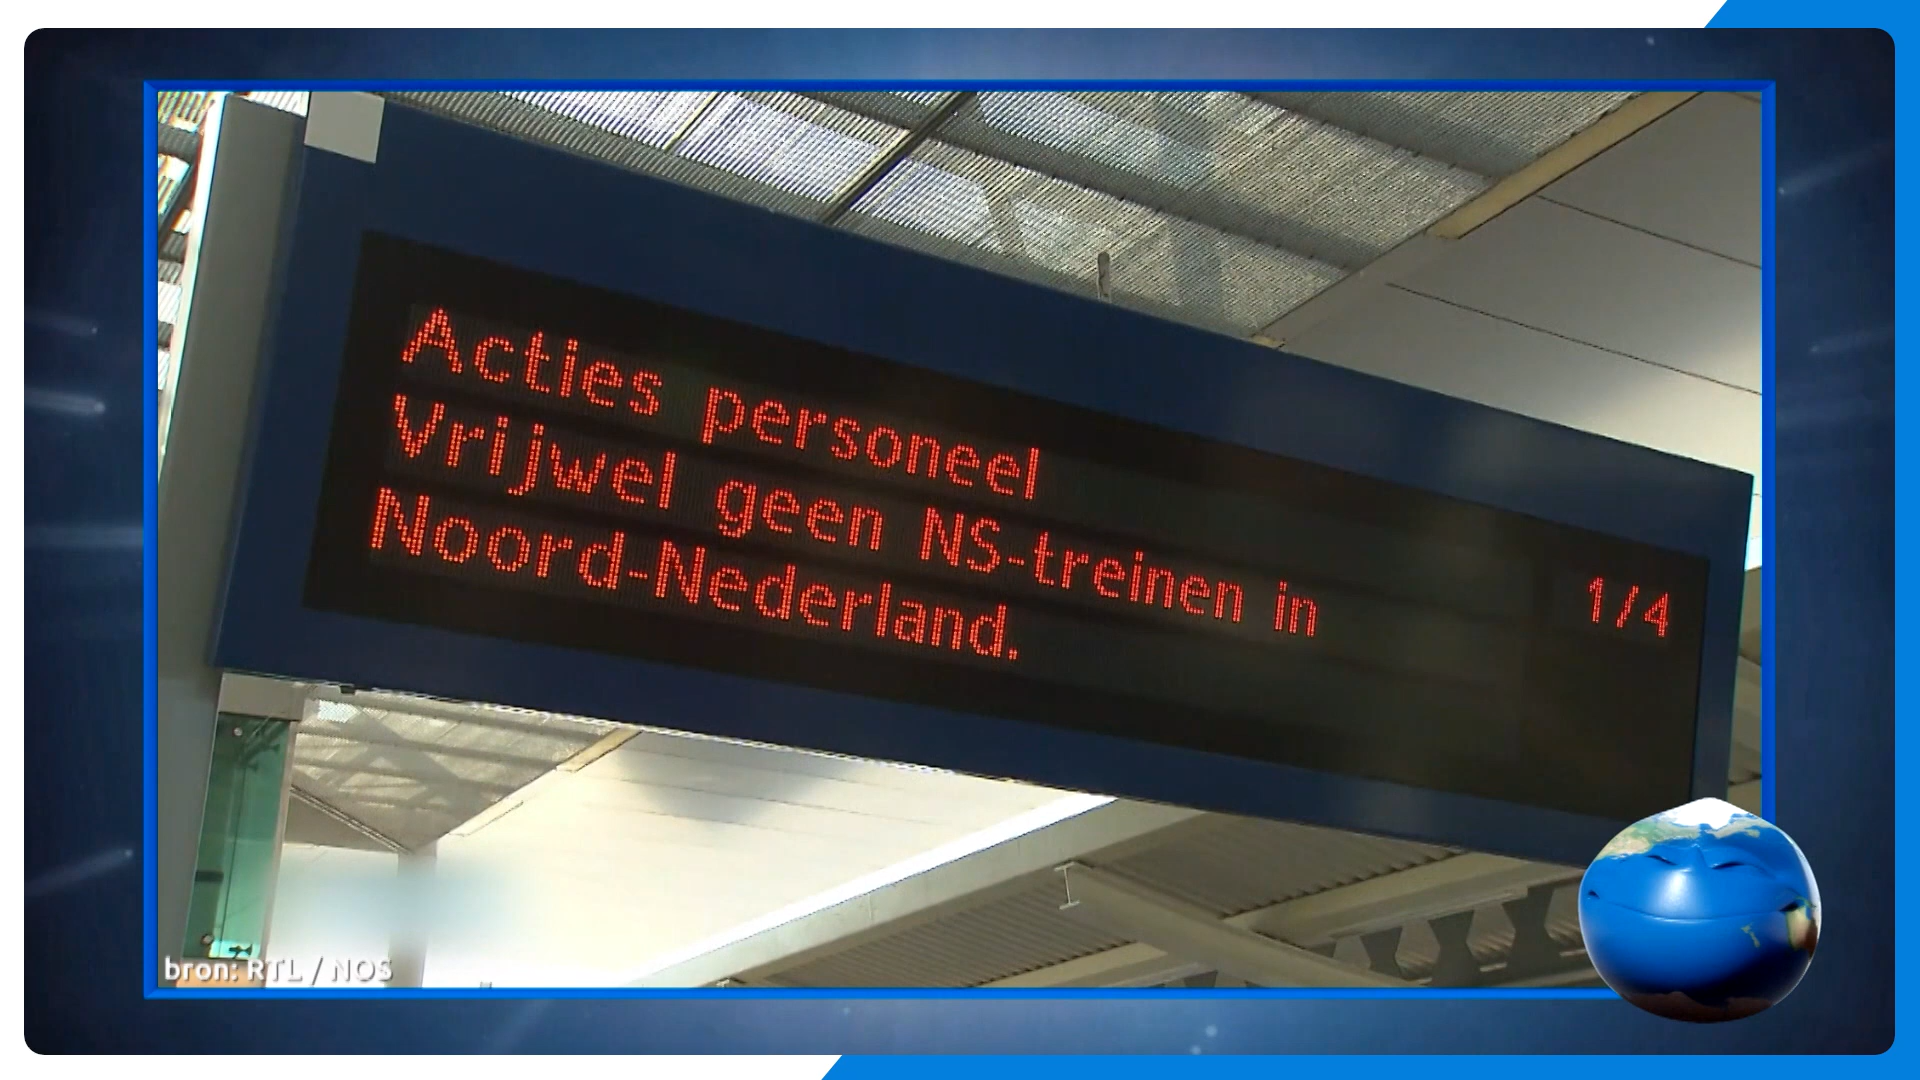 Acties personeel
Vrijwel geen NS-treinen in 1/4
Noord-Nederland.
bron: RTL / NOS